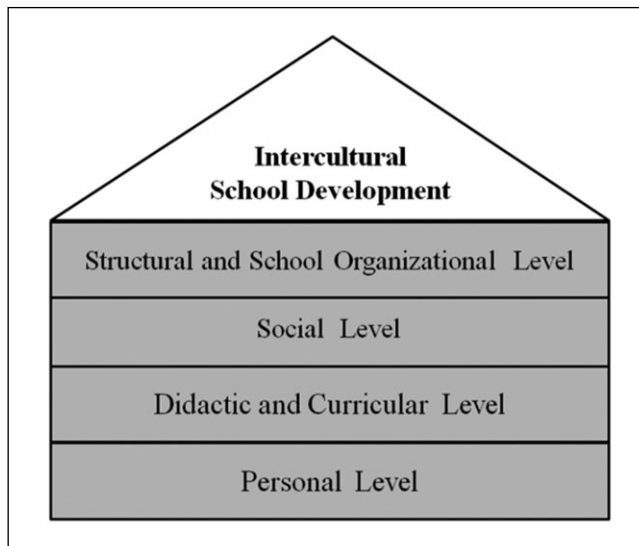 Intercultural
School Development
Structural and School Organizational Level
Social Level
Didactic and Curricular Level
Personal Level